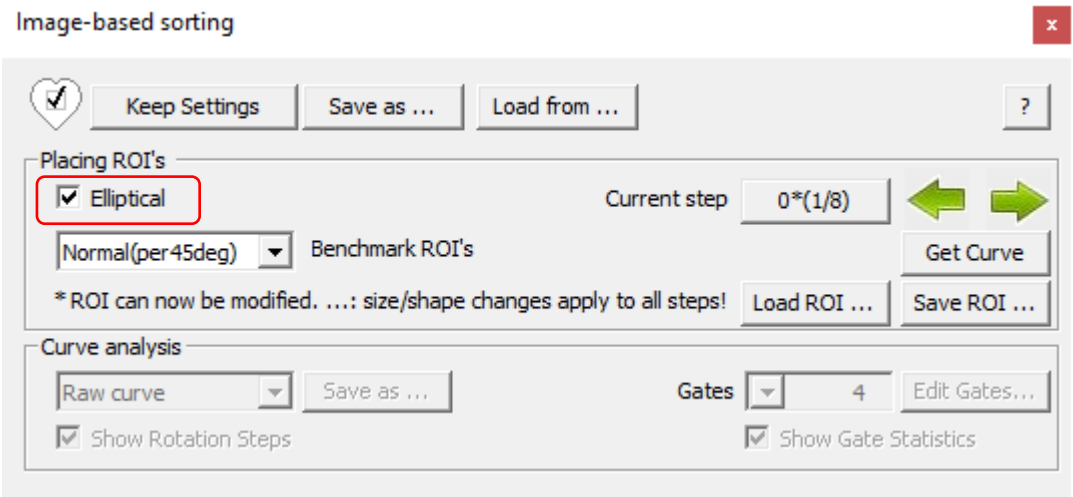 Image-based sorting
x
Keep Settings Save as ... Load from ... ?
Placing ROI's
Elliptical Current step 0*(1/8)
Normal(per45deg) Benchmark ROI's Get Curve
* ROI can now be modified. ...: size/shape changes apply to all steps! Load ROI ... Save ROI ...
Curve analysis
Raw curve Save as ... Gates 4 Edit Gates...
Show Rotation Steps Show Gate Statistics